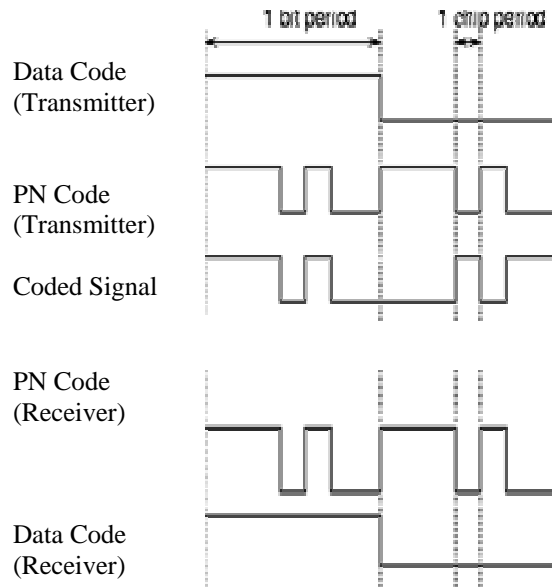 1 bit period 1 chip period
Data Code
(Transmitter)
PN Code
(Transmitter)
Coded Signal
PN Code
(Receiver)
Data Code
(Receiver)